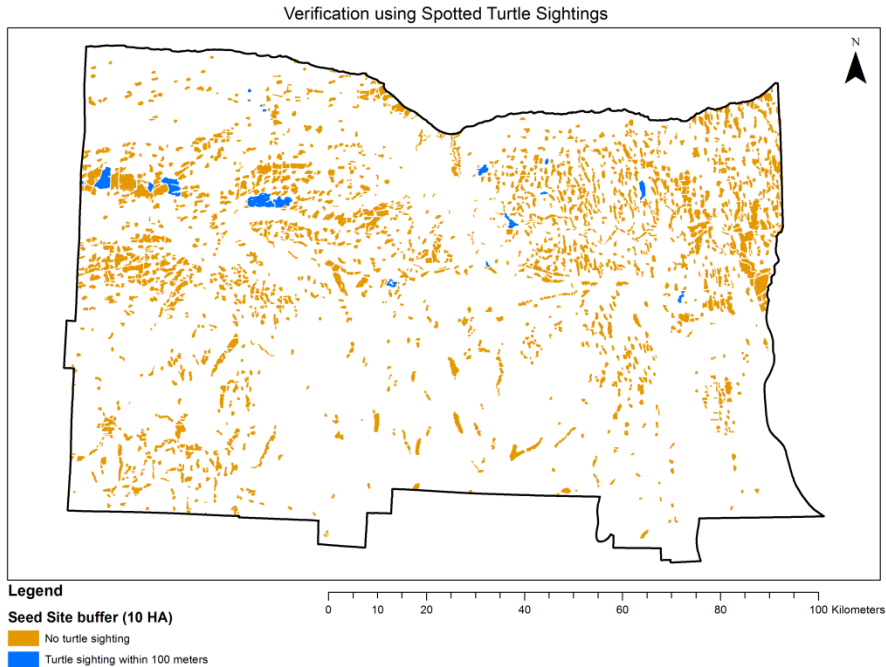 Verification using Spotted Turtle Sightings
N
Legend
Seed Site buffer (10 HA)
No turtle sighting
Turtle sighting within 100 meters
0 10 20 40 60 80 100 Kilometers